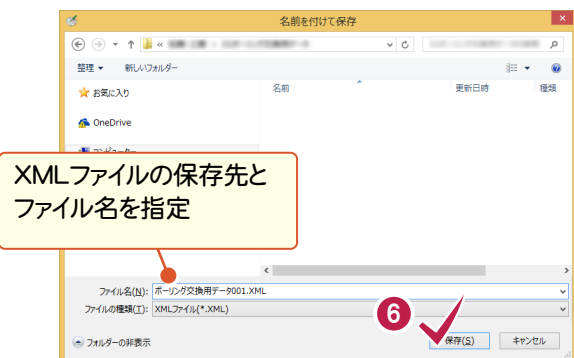 名前を付けて保存
整理 ▼ 新しいフォルダー
名前 更新日時 種類
お気に入り
OneDrive
XMLファイルの保存先と
ファイル名を指定
ファイル名(N): ボーリング交換用データ001.XML
ファイルの種類(T): XMLファイル(*.XML)
6
フォルダーの非表示 保存(S) キャンセル